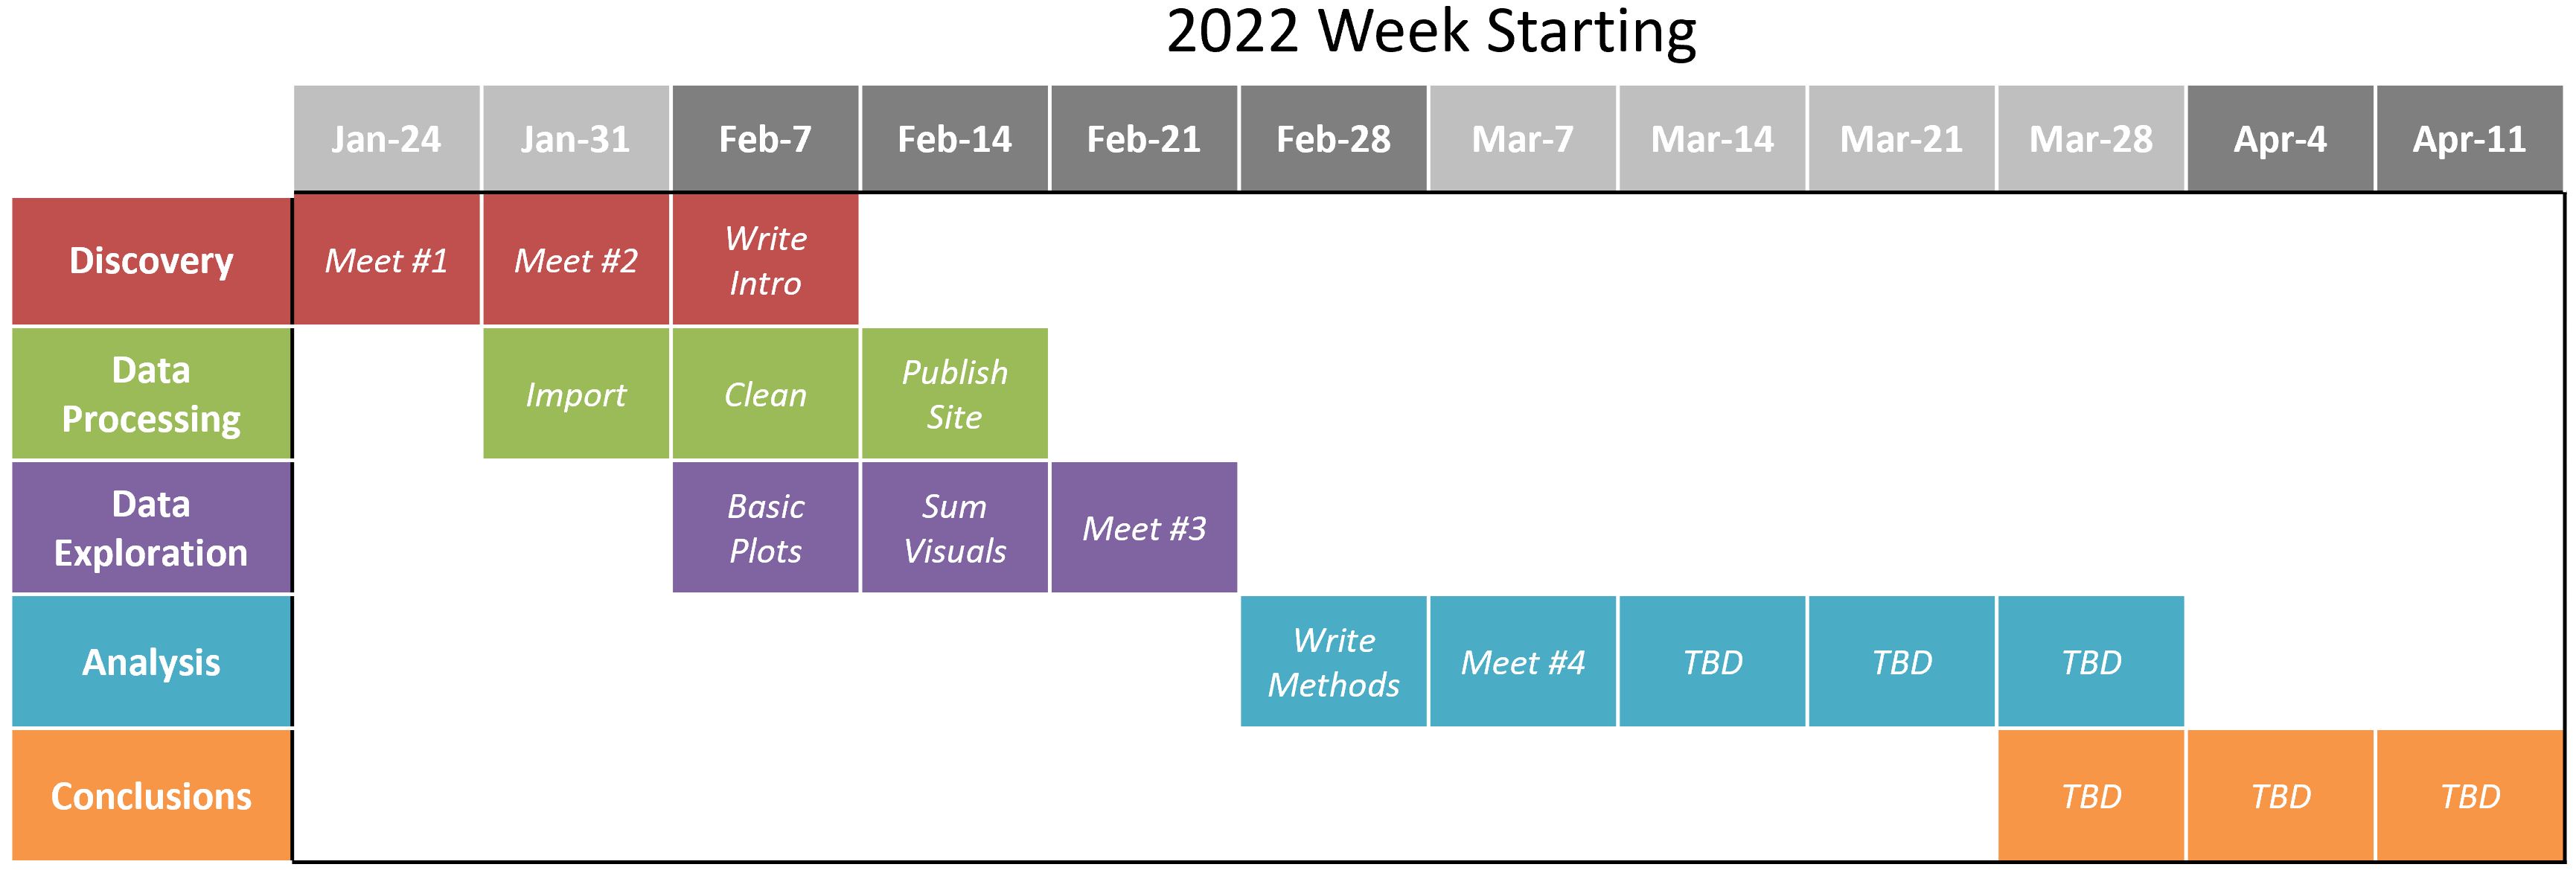 2022 Week Starting
Jan-24 Jan-31 Feb-7 Feb-14 Feb-21 Feb-28 Mar-7 Mar-14 Mar-21 Mar-28 Apr-4 Apr-11
Discovery
Meet #1
Meet #2
Write
Intro
Data
Processing
Import
Clean
Publish
Site
Data
Exploration
Basic
Plots
Sum
Visuals
Meet #3
Analysis
Write
Methods
Meet #4
TBD
TBD
TBD
Conclusions
TBD
TBD
TBD